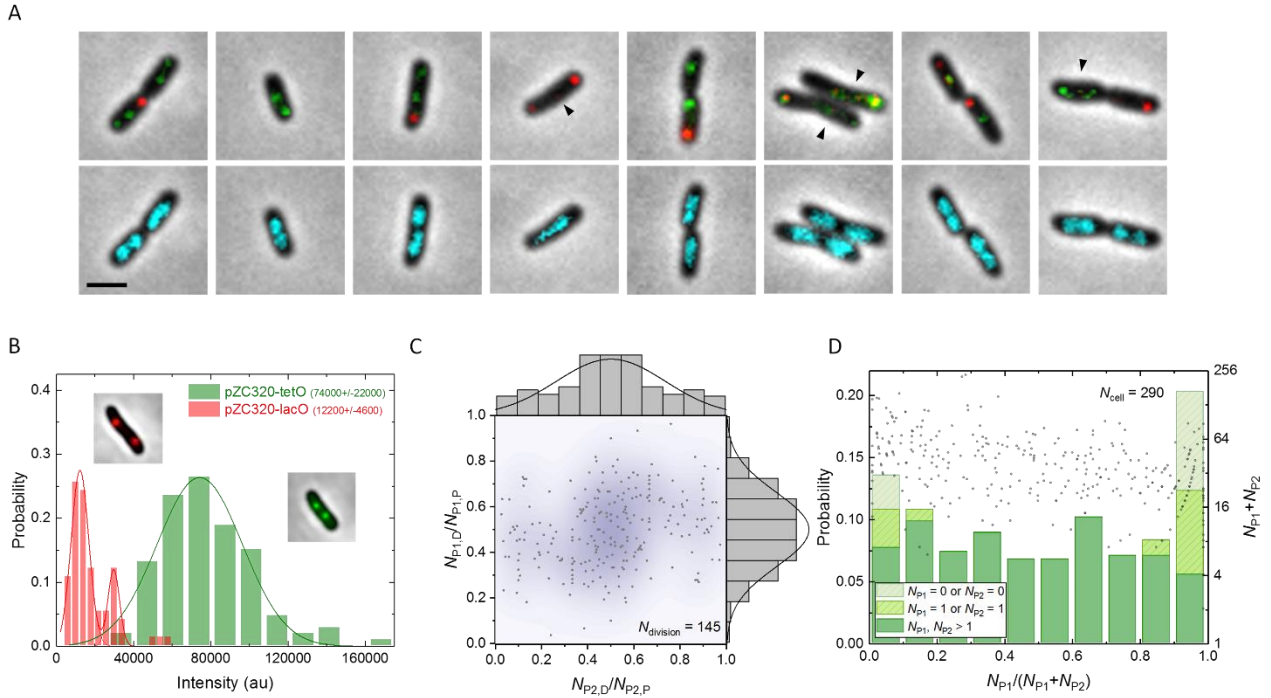 A
B
0.4
0.3
0.2
0.1
0.0
Probability
pZC320-tetO (74000+/-22000)
pZC320-lacO (12200+/-4600)
0
40000
80000
120000
160000
Intensity (au)
C
1.0
0.8
0.6
0.4
0.2
0.0
N_P1,D/N_P1,P
N_division = 145
0.0
0.2
0.4
0.6
0.8
1.0
N_P2,D/N_P2,P
D
0.20
0.15
0.10
0.05
0.00
Probability
N_cell = 290
N_P1 = 0 or N_P2 = 0
N_P1 = 1 or N_P2 = 1
N_P1, N_P2 > 1
256
64
16
4
1
N_P1+N_P2
0.0
0.2
0.4
0.6
0.8
1.0
N_P1/(N_P1+N_P2)